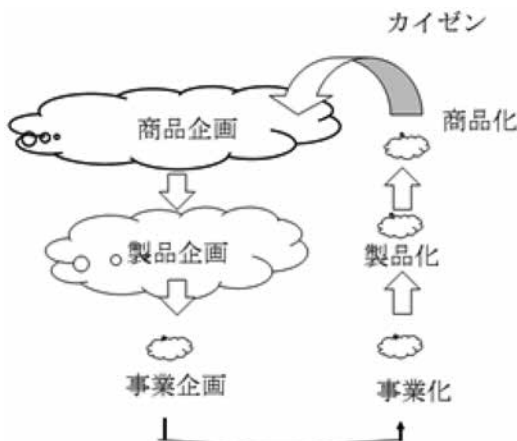 カイゼン
商品企画
商品化
製品企画
製品化
事業企画
事業化